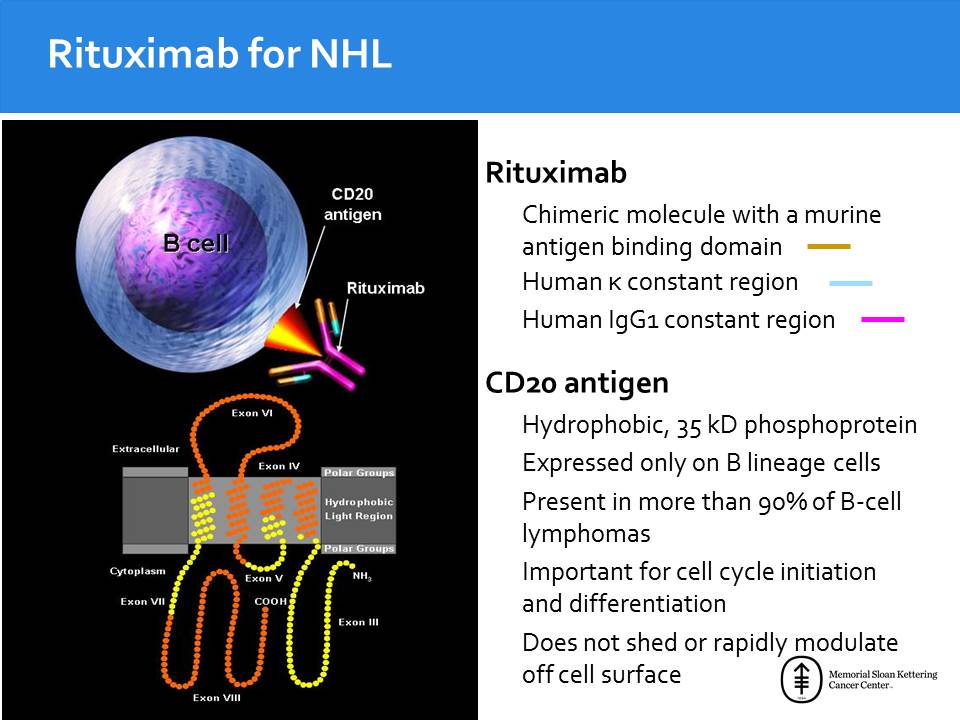 Rituximab for NHL
CD20
antigen
B cell
Rituximab
Exon VI
Extracellular
Exon IV
Polar Groups
Hydrophobic
Light Region
Polar Groups
Cytoplasm
Exon V
NH3
Exon VII
COOH
Exon III
Exon VIII
Rituximab
Chimeric molecule with a murine
antigen binding domain
Human κ constant region
Human IgG1 constant region
CD20 antigen
Hydrophobic, 35 kD phosphoprotein
Expressed only on B lineage cells
Present in more than 90% of B-cell
lymphomas
Important for cell cycle initiation
and differentiation
Does not shed or rapidly modulate
off cell surface
Memorial Sloan Kettering
Cancer Center